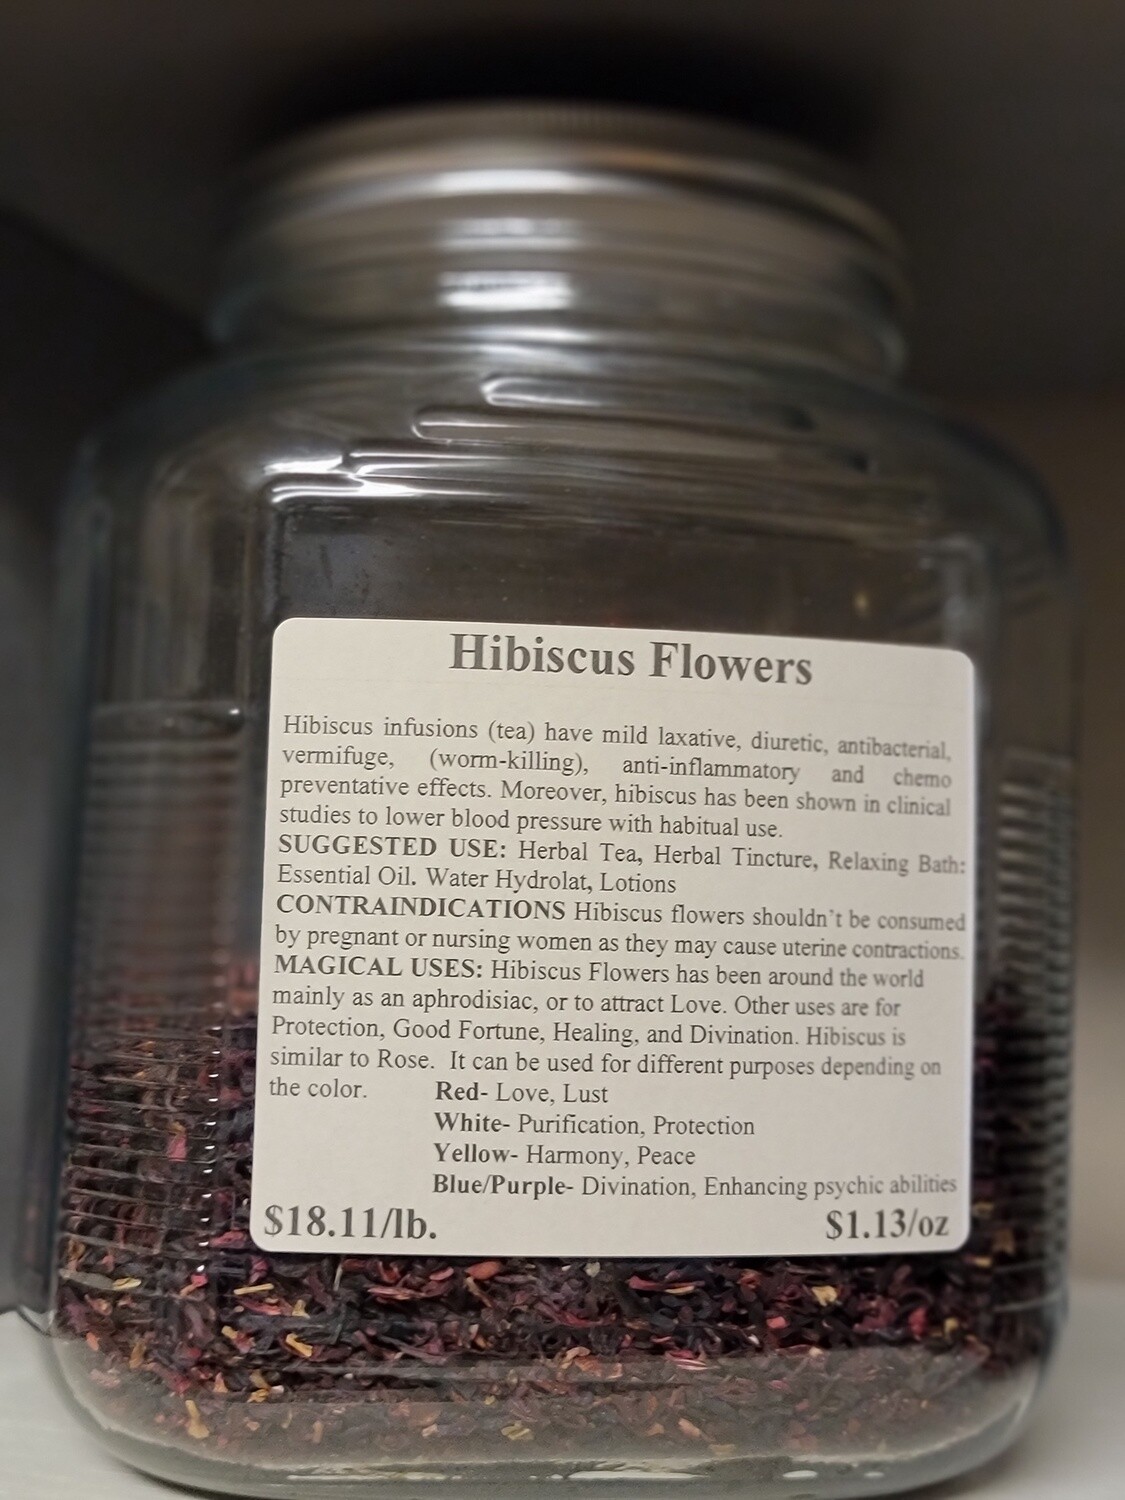 Hibiscus Flowers
Hibiscus infusions (tea) have mild laxative, diuretic, antibacterial,
vermifuge, (worm-killing), anti-inflammatory and chemo
preventative effects. Moreover, hibiscus has been shown in clinical
studies to lower blood pressure with habitual use.
SUGGESTED USE: Herbal Tea, Herbal Tincture, Relaxing Bath:
Essential Oil. Water Hydrolat, Lotions
CONTRAINDICATIONS Hibiscus flowers shouldn't be consumed
by pregnant or nursing women as they may cause uterine contractions.
MAGICAL USES: Hibiscus Flowers has been around the world
mainly as an aphrodisiac, or to attract Love. Other uses are for
Protection, Good Fortune, Healing, and Divination. Hibiscus is
similar to Rose. It can be used for different purposes depending on
the color. Red- Love, Lust
White- Purification, Protection
Yellow- Harmony, Peace
Blue/Purple- Divination, Enhancing psychic abilities
$18.11/lb. $1.13/oz